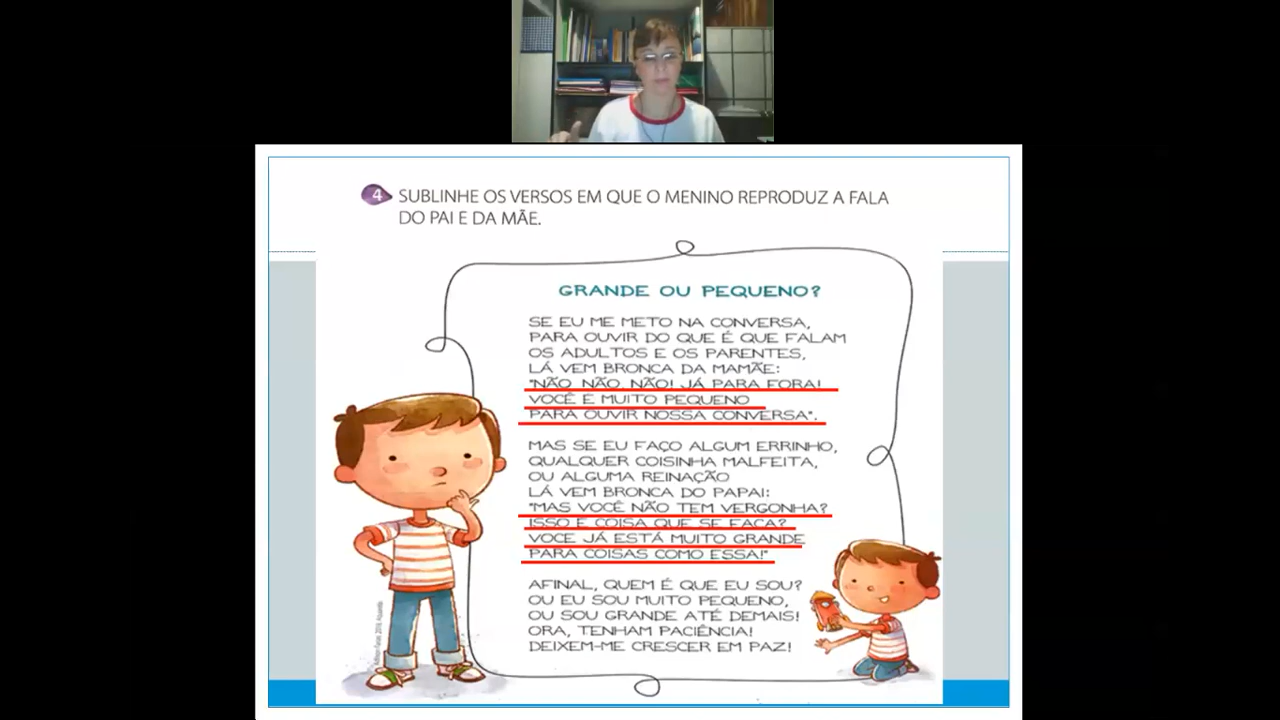 4 SUBLINHE OS VERSOS EM QUE O MENINO REPRODUZ A FALA
DO PAI E DA MÃE.
GRANDE OU PEQUENO?
SE EU ME METO NA CONVERSA,
PARA OUVIR DO QUE É QUE FALAM
OS ADULTOS E OS PARENTES,
LÁ VEM BRONCA DA MAMÃE:
"NÃO, NÃO, NÃO! JÁ PARA FORA!
VOCÊ É MUITO PEQUENO
PARA OUVIR NOSSA CONVERSA".
MAS SE EU FAÇO ALGUM ERRINHO,
QUALQUER COISINHA MALFEITA,
OU ALGUMA REINAÇÃO
LÁ VEM BRONCA DO PAPAI:
"MAS VOCÊ NÃO TEM VERGONHA?
ISSO É COISA QUE SE FAÇA?
VOCÊ JÁ ESTÁ MUITO GRANDE
PARA COISAS COMO ESSA!"
AFINAL, QUEM É QUE EU SOU?
OU EU SOU MUITO PEQUENO,
OU SOU GRANDE ATÉ DEMAIS!
ORA, TENHAM PACIÊNCIA!
DEIXEM-ME CRESCER EM PAZ!